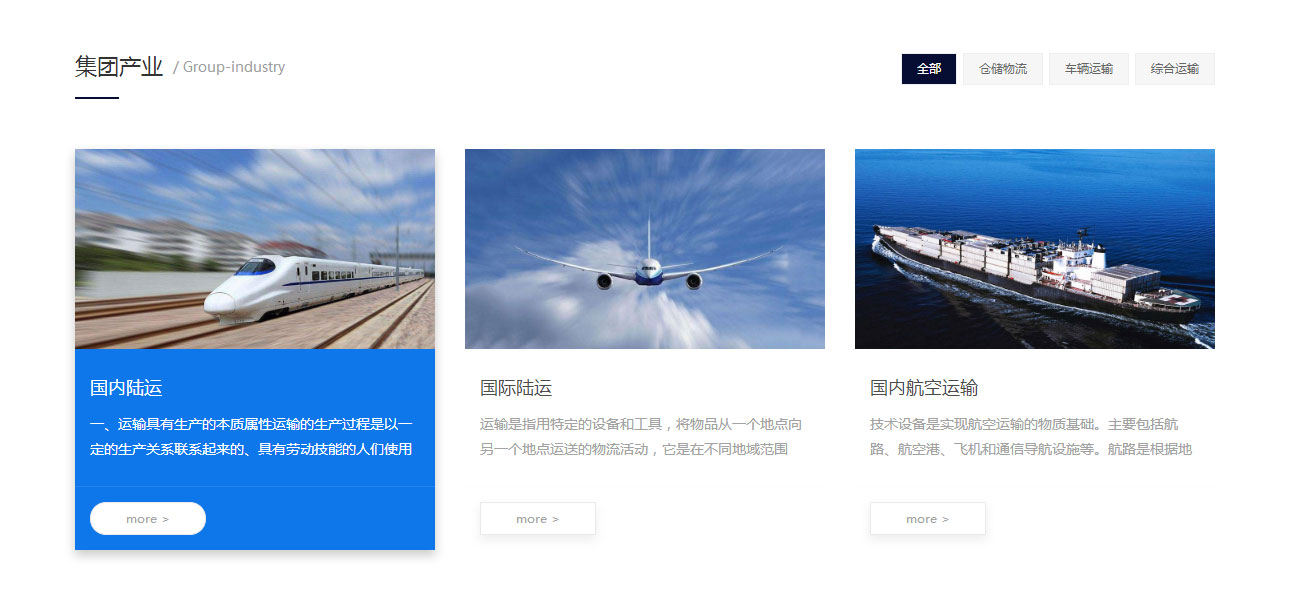 集团产业 / Group-industry
全部 仓储物流 车辆运输 综合运输
国内陆运
一、运输具有生产的本质属性运输的生产过程是以一
定的生产关系联系起来的、具有劳动技能的人们使用
more >
国际陆运
运输是指用特定的设备和工具，将物品从一个地点向
另一个地点运送的物流活动，它是在不同地域范围
more >
国内航空运输
技术设备是实现航空运输的物质基础。主要包括航
路、航空港、飞机和通信导航设施等。航路是根据地
more >